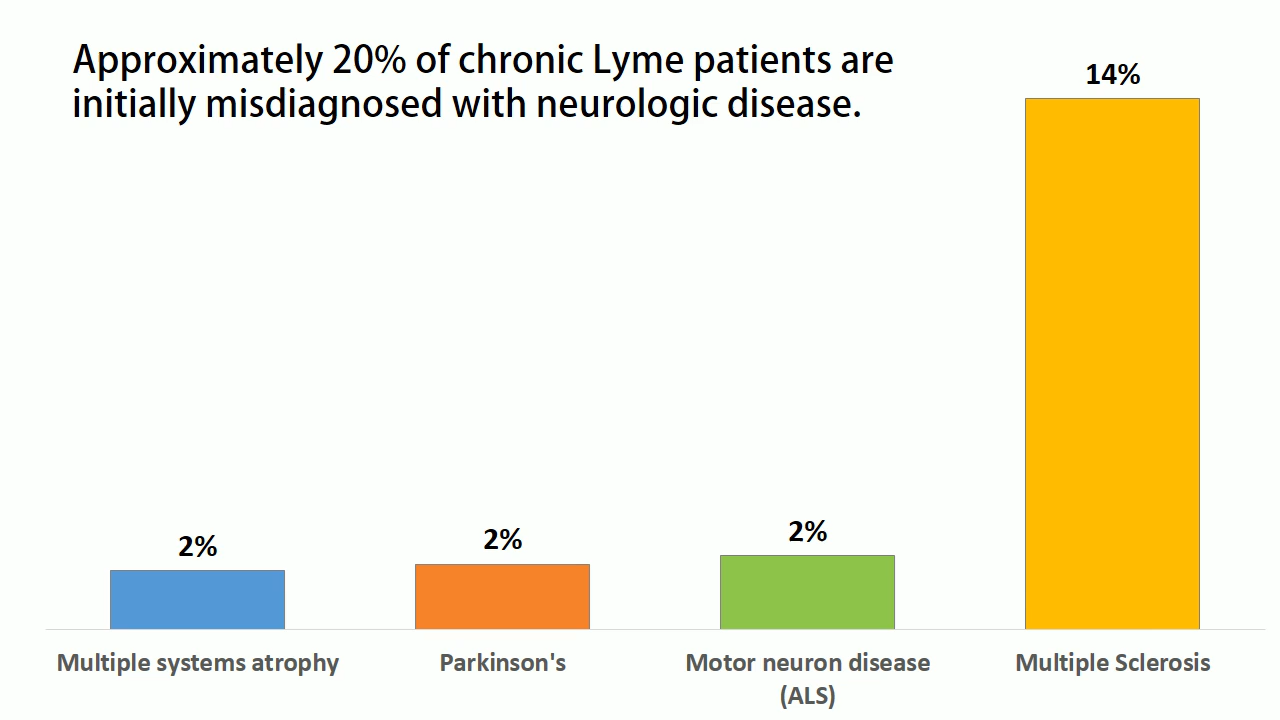 Approximately 20% of chronic Lyme patients are
initially misdiagnosed with neurologic disease.
14%
2%
2%
2%
Multiple systems atrophy
Parkinson's
Motor neuron disease
(ALS)
Multiple Sclerosis